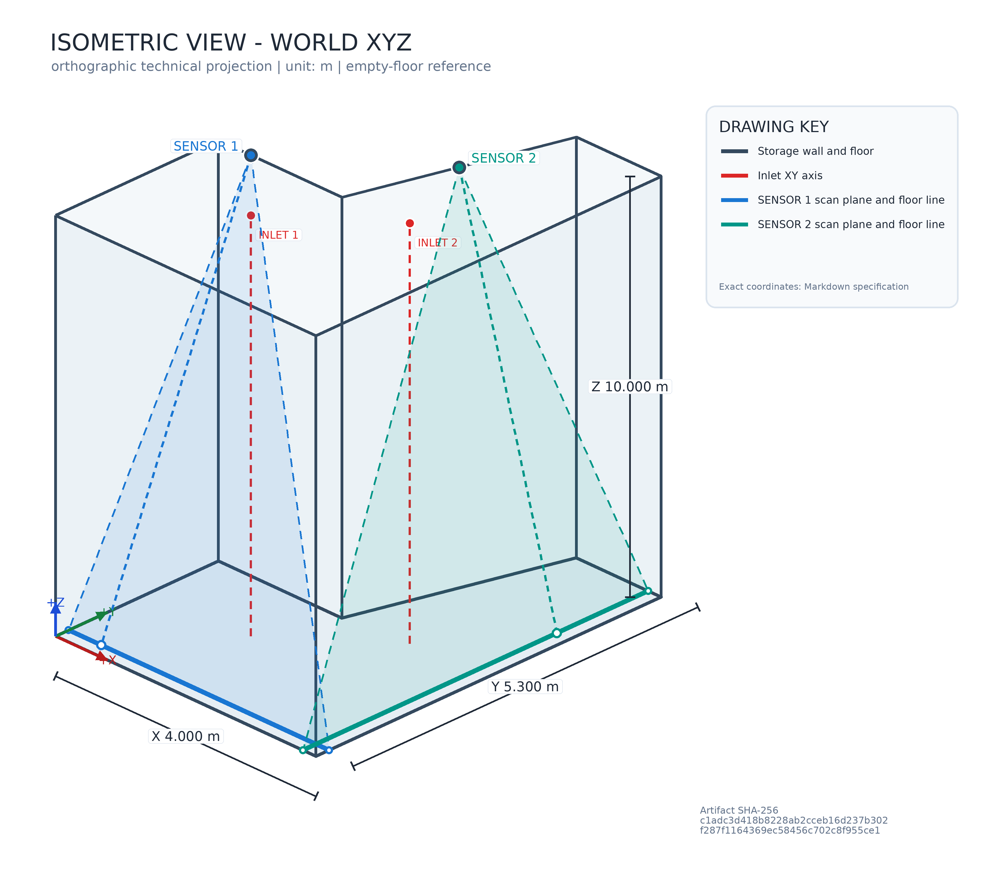 ISOMETRIC VIEW - WORLD XYZ
orthographic technical projection | unit: m | empty-floor reference
DRAWING KEY
Storage wall and floor
Inlet XY axis
SENSOR 1 scan plane and floor line
SENSOR 2 scan plane and floor line
Exact coordinates: Markdown specification
SENSOR 1
SENSOR 2
INLET 1
INLET 2
Z 10.000 m
+Z
+Y
+X
Y 5.300 m
X 4.000 m
Artifact SHA-256
c1adc3d418b8228ab2cceb16d237b302
f287f1164369ec58456c702c8f955ce1